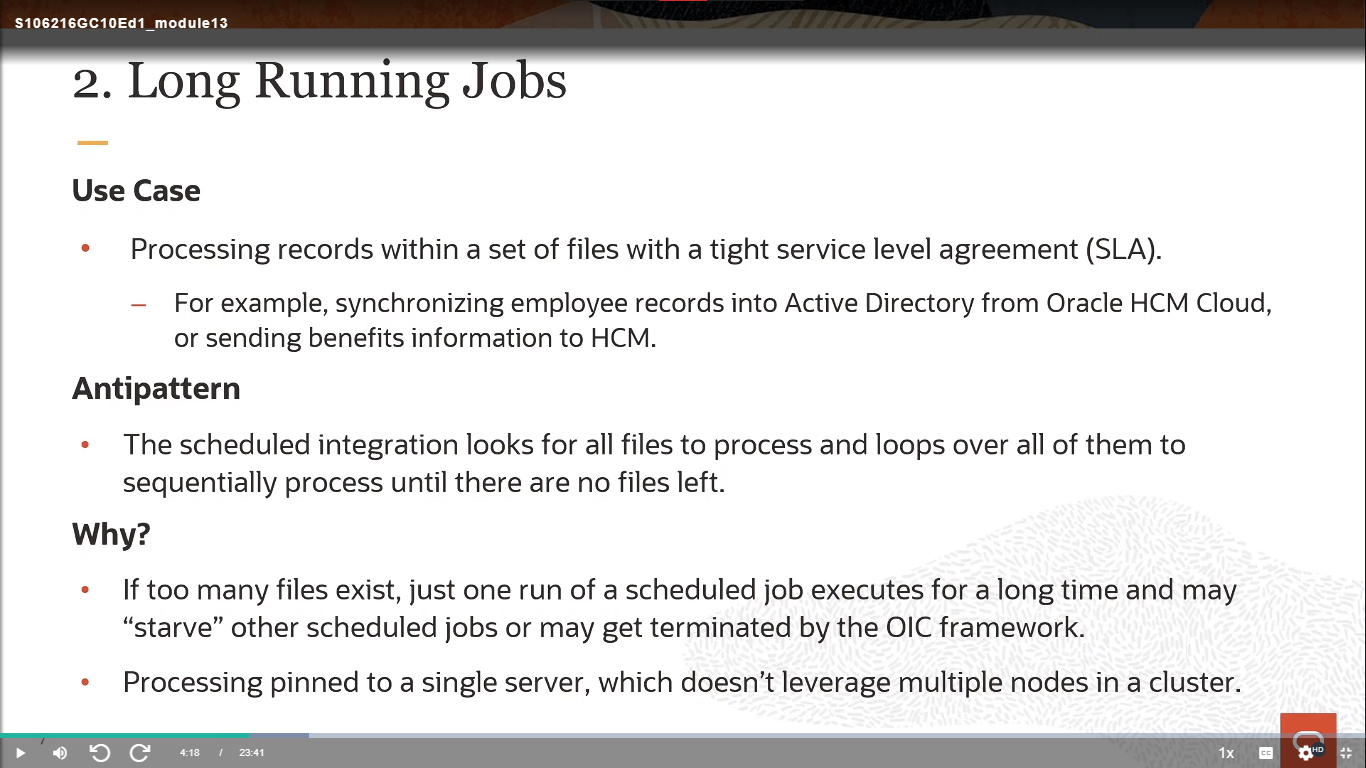 S106216GC10Ed1_module13
2. Long Running Jobs
Use Case
• Processing records within a set of files with a tight service level agreement (SLA).
– For example, synchronizing employee records into Active Directory from Oracle HCM Cloud,
or sending benefits information to HCM.
Antipattern
• The scheduled integration looks for all files to process and loops over all of them to
sequentially process until there are no files left.
Why?
• If too many files exist, just one run of a scheduled job executes for a long time and may
“starve” other scheduled jobs or may get terminated by the OIC framework.
• Processing pinned to a single server, which doesn’t leverage multiple nodes in a cluster.
4:18 / 23:41
1x CC HD